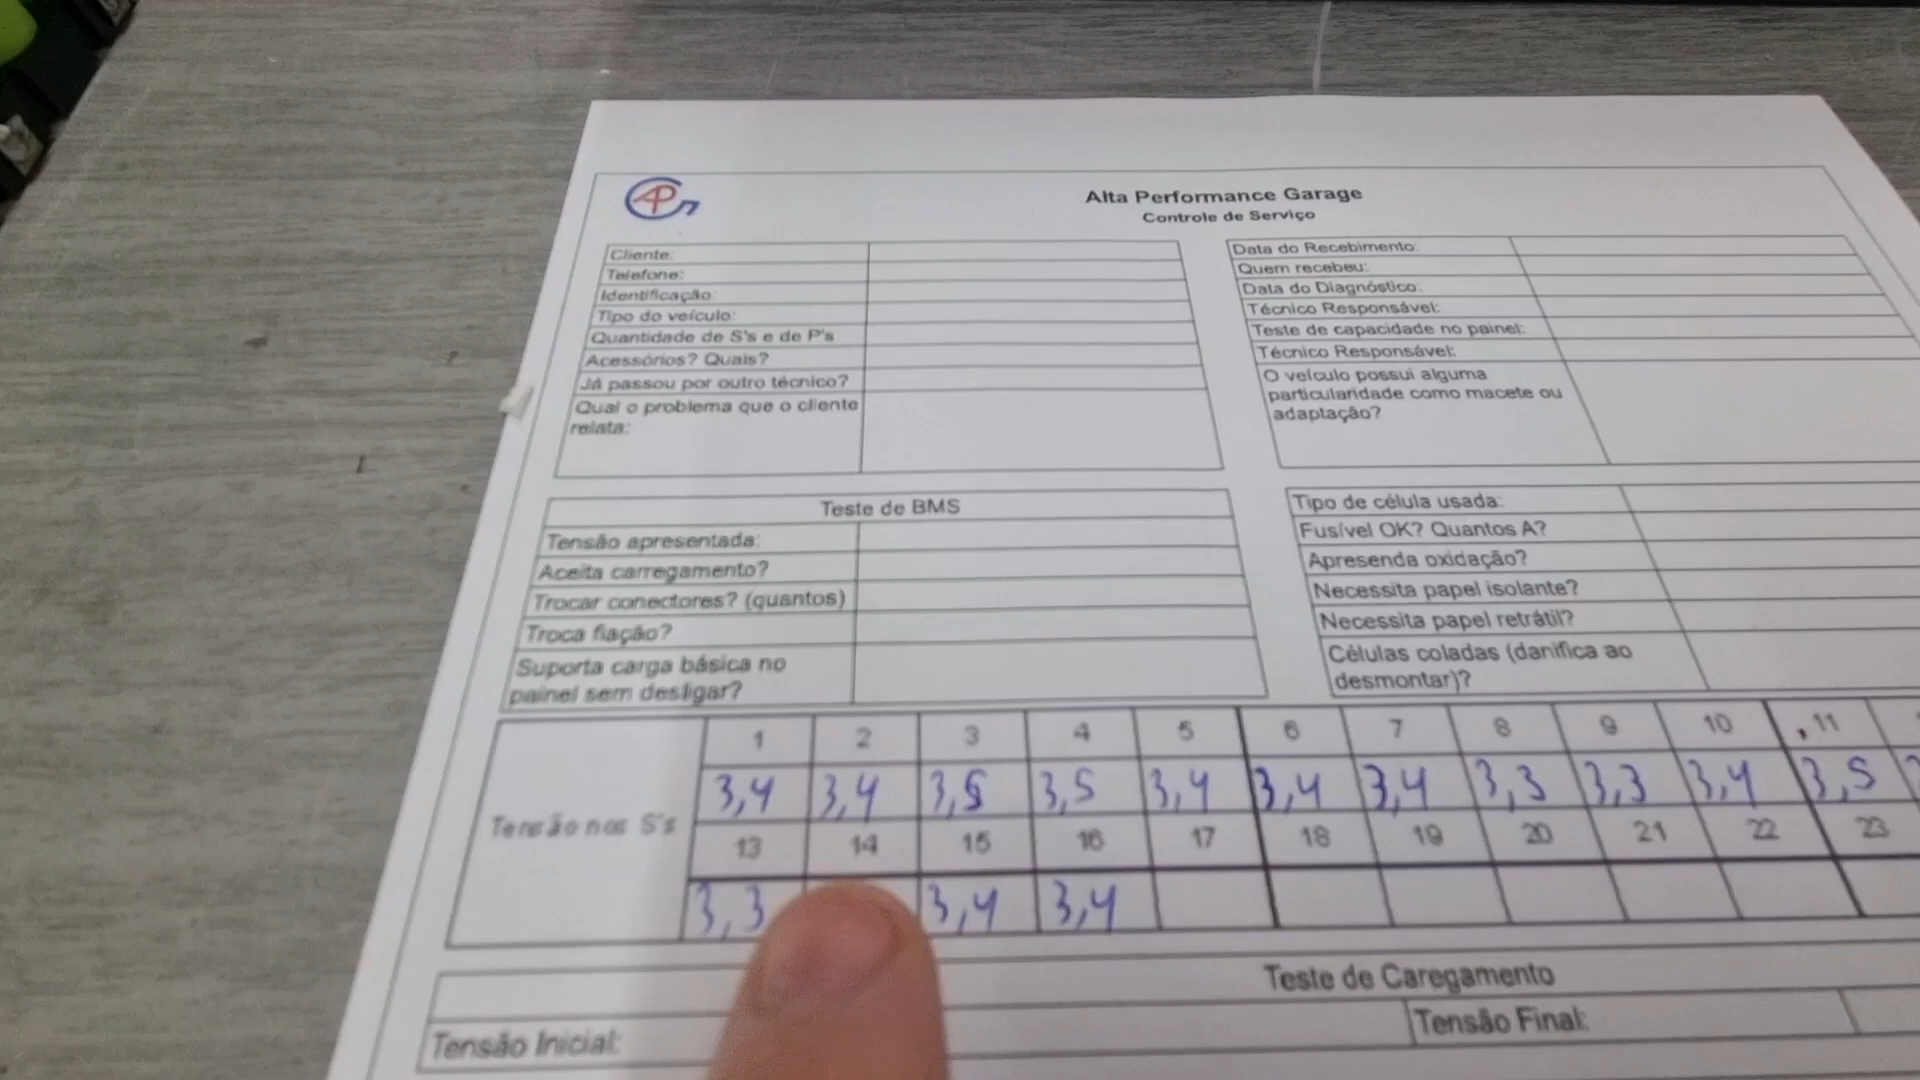 AP
Alta Performance Garage
Controle de Serviço
Cliente:
Telefone:
Identificação:
Tipo do veículo:
Quantidade de S's e de P's
Acessórios? Quais?
Já passou por outro técnico?
Qual o problema que o cliente
relata:
Data do Recebimento:
Quem recebeu:
Data do Diagnóstico:
Técnico Responsável:
Teste de capacidade no painel:
Técnico Responsável:
O veículo possui alguma
particularidade como macete ou
adaptação?
Teste de BMS
Tensão apresentada:
Aceita carregamento?
Trocar conectores? (quantos)
Troca fiação?
Suporta carga básica no
painel sem desligar?
Tipo de célula usada:
Fusível OK? Quantos A?
Apresenda oxidação?
Necessita papel isolante?
Necessita papel retrátil?
Células coladas (danifica ao
desmontar)?
Tensão nos S's
1 2 3 4 5 6 7 8 9 10 11
3,4 3,4 3,5 3,5 3,4 3,4 3,4 3,3 3,3 3,4 3,5
13 14 15 16 17 18 19 20 21 22 23
3,3 3,4 3,4
Teste de Caregamento
Tensão Inicial:
Tensão Final: